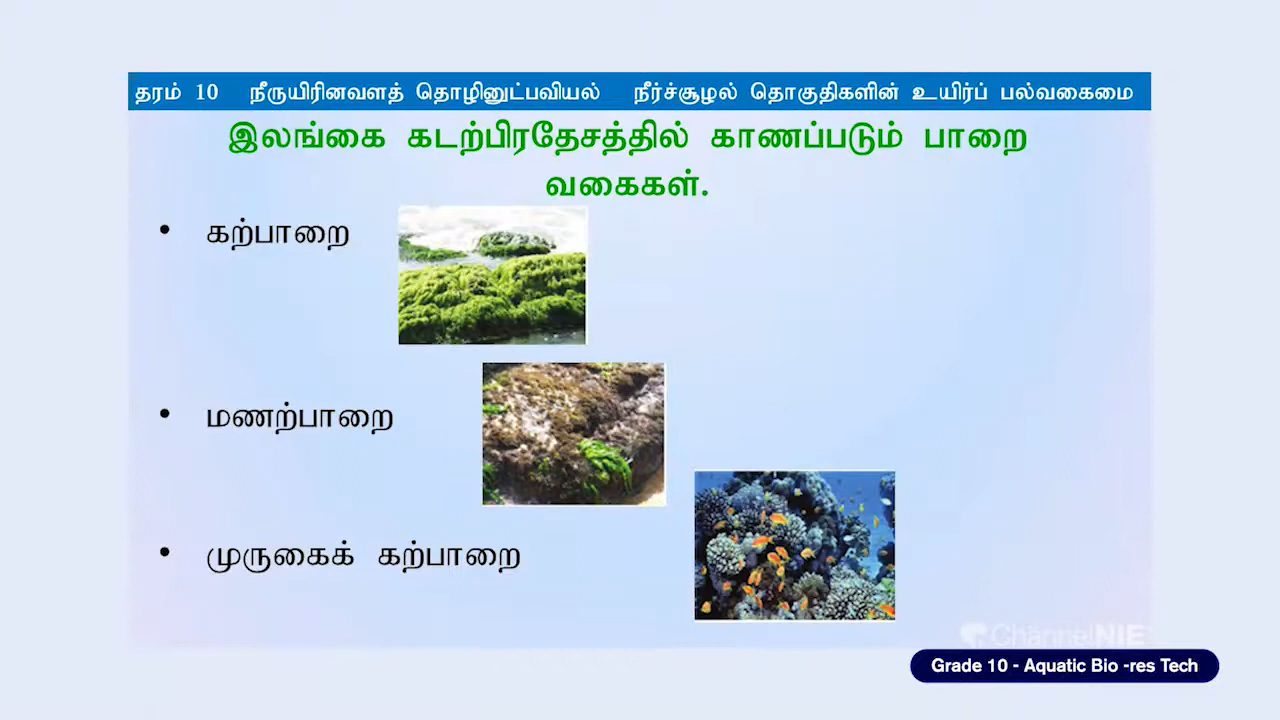 தரம் 10 நீருயிரினவளத் தொழினுட்பவியல் நீர்ச்சூழல் தொகுதிகளின் உயிர்ப் பல்வகைமை
இலங்கை கடற்பிரதேசத்தில் காணப்படும் பாறை
வகைகள்.
• கற்பாறை
• மணற்பாறை
• முருகைக் கற்பாறை
ChannelNIE
Grade 10 - Aquatic Bio -res Tech